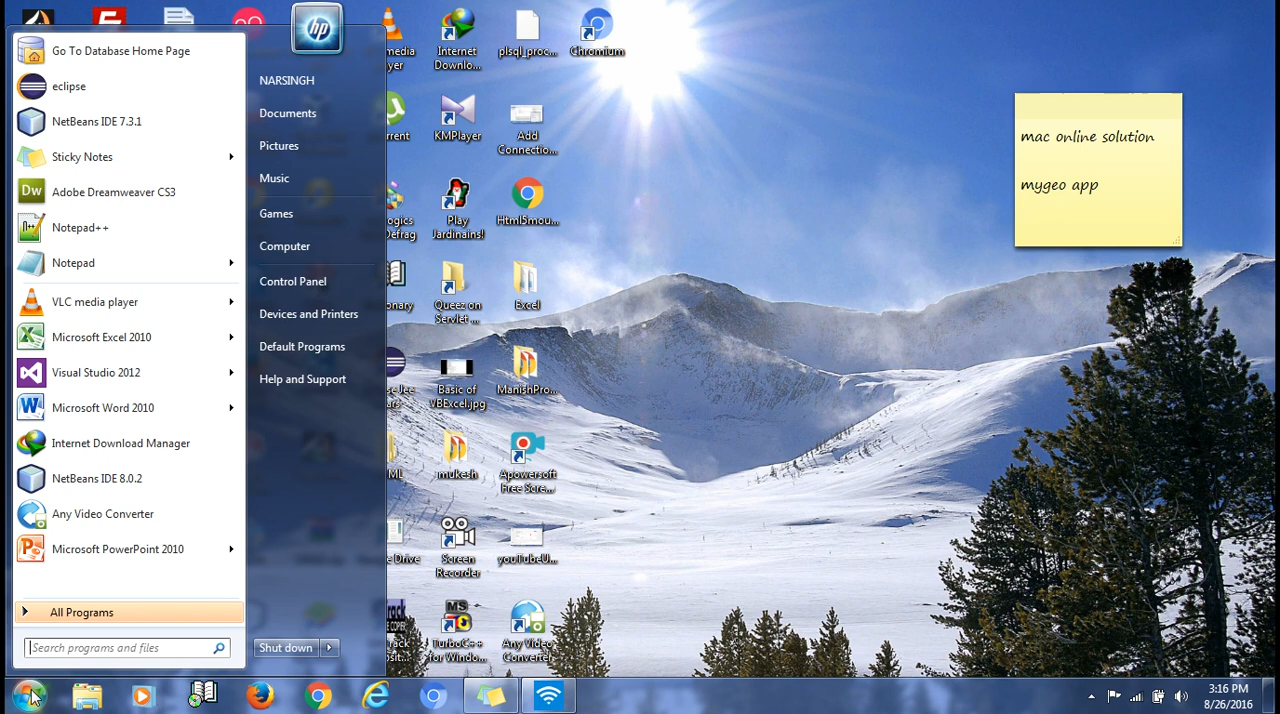 Go To Database Home Page
eclipse
NetBeans IDE 7.3.1
Sticky Notes
Dw
Adobe Dreamweaver CS3
Notepad++
Notepad
VLC media player
Microsoft Excel 2010
Visual Studio 2012
Microsoft Word 2010
Internet Download Manager
NetBeans IDE 8.0.2
Any Video Converter
Microsoft PowerPoint 2010
All Programs
Search programs and files
hp
NARSINGH
Documents
Pictures
Music
Games
Computer
Control Panel
Devices and Printers
Default Programs
Help and Support
Shut down
media
Internet
Downlo...
plsql_proc...
Chromium
KMPlayer
Add
Connectio...
Play
Jardinains!
Html5mou...
Defrag
Queez on
Servlet ...
Excel
Basic of
VBExcel.jpg
ManishPro...
mukesh
Apowersoft
Free Scre...
Drive
Screen
Recorder
youTubeU...
MS
TurboC++
for Windo...
Any Video
Converter
mac online solution
mygeo app
3:16 PM
8/26/2016